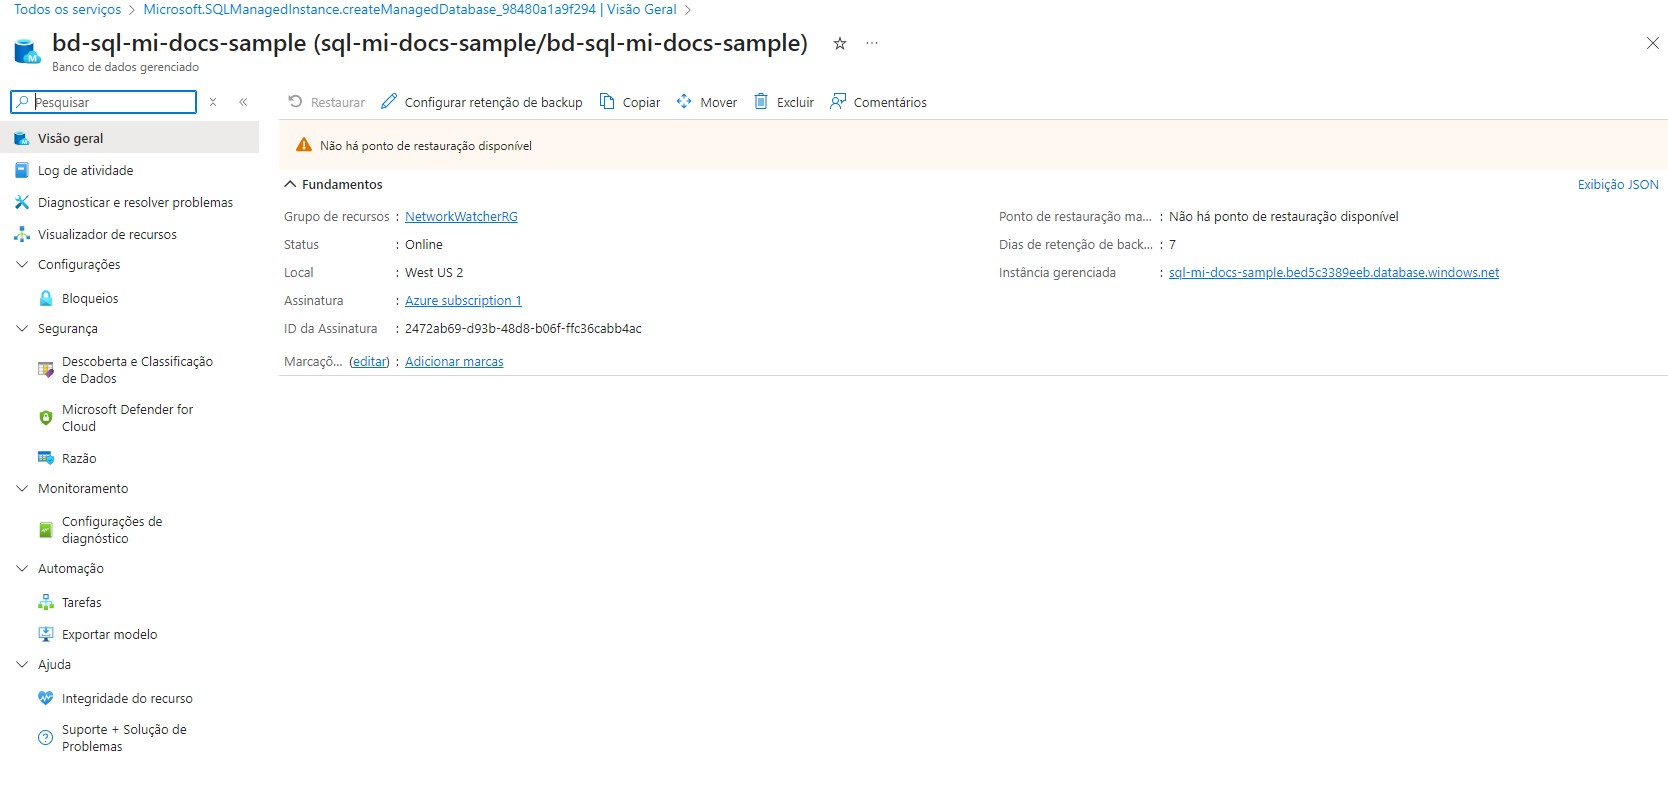 Todos os serviços > Microsoft.SQLManagedInstance.createManagedDatabase_98480a1a9f294 | Visão Geral >
bd-sql-mi-docs-sample (sql-mi-docs-sample/bd-sql-mi-docs-sample)
Banco de dados gerenciado
Pesquisar
Visão geral
Log de atividade
Diagnosticar e resolver problemas
Visualizador de recursos
Configurações
Bloqueios
Segurança
Descoberta e Classificação
de Dados
Microsoft Defender for
Cloud
Razão
Monitoramento
Configurações de
diagnóstico
Automação
Tarefas
Exportar modelo
Ajuda
Integridade do recurso
Suporte + Solução de
Problemas
Restaurar Configurar retenção de backup Copiar Mover Excluir Comentários
Não há ponto de restauração disponível
Fundamentos
Exibição JSON
Grupo de recursos : NetworkWatcherRG
Status : Online
Local : West US 2
Assinatura : Azure subscription 1
ID da Assinatura : 2472ab69-d93b-48d8-b06f-ffc36cabb4ac
Marcaçõ... (editar) : Adicionar marcas
Ponto de restauração ma... : Não há ponto de restauração disponível
Dias de retenção de back... : 7
Instância gerenciada : sql-mi-docs-sample.bed5c3389eeb.database.windows.net